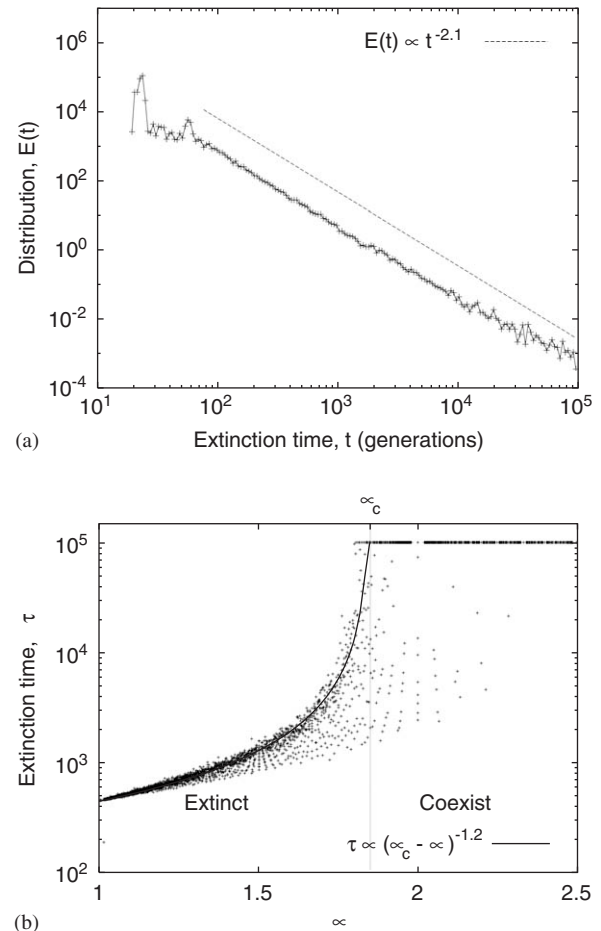 10^6
10^4
10^2
10^0
10^-2
10^-4
Distribution, E(t)
E(t) ∝ t^-2.1
10^1 10^2 10^3 10^4 10^5
Extinction time, t (generations)
(a)
∝_c
10^5
10^4
10^3
10^2
Extinction time, τ
Extinct Coexist
τ ∝ (∝_c - ∝)^-1.2
1 1.5 2 2.5
∝
(b)